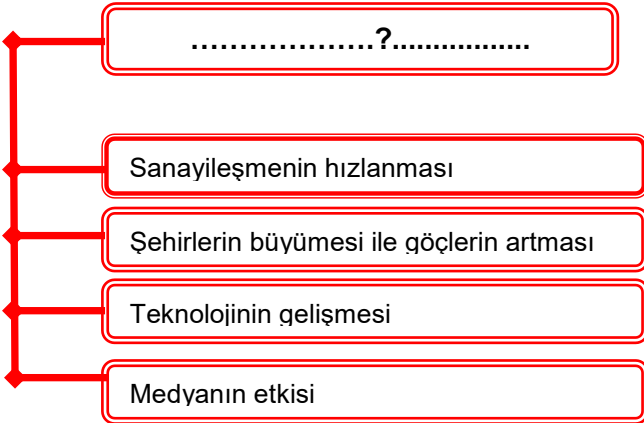 ...................?.................
Sanayileşmenin hızlanması
Şehirlerin büyümesi ile göçlerin artması
Teknolojinin gelişmesi
Medyanın etkisi